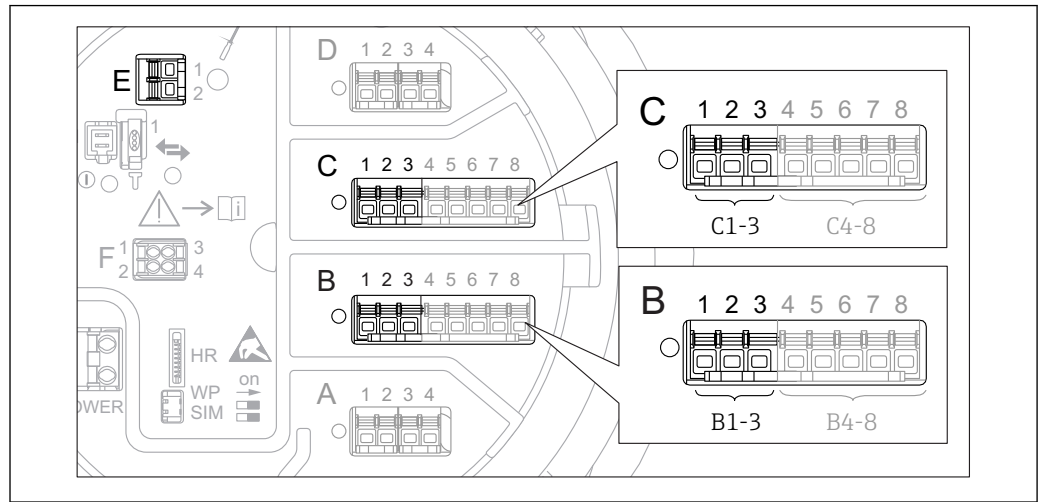 D 1 2 3 4
E 1
2
1
C 1 2 3 4 5 6 7 8
C 1 2 3 4 5 6 7 8
C1-3 C4-8
i
F 1 3
2 4
B 1 2 3 4 5 6 7 8
B 1 2 3 4 5 6 7 8
B1-3 B4-8
HR
WP on
SIM
OWER
A 1 2 3 4